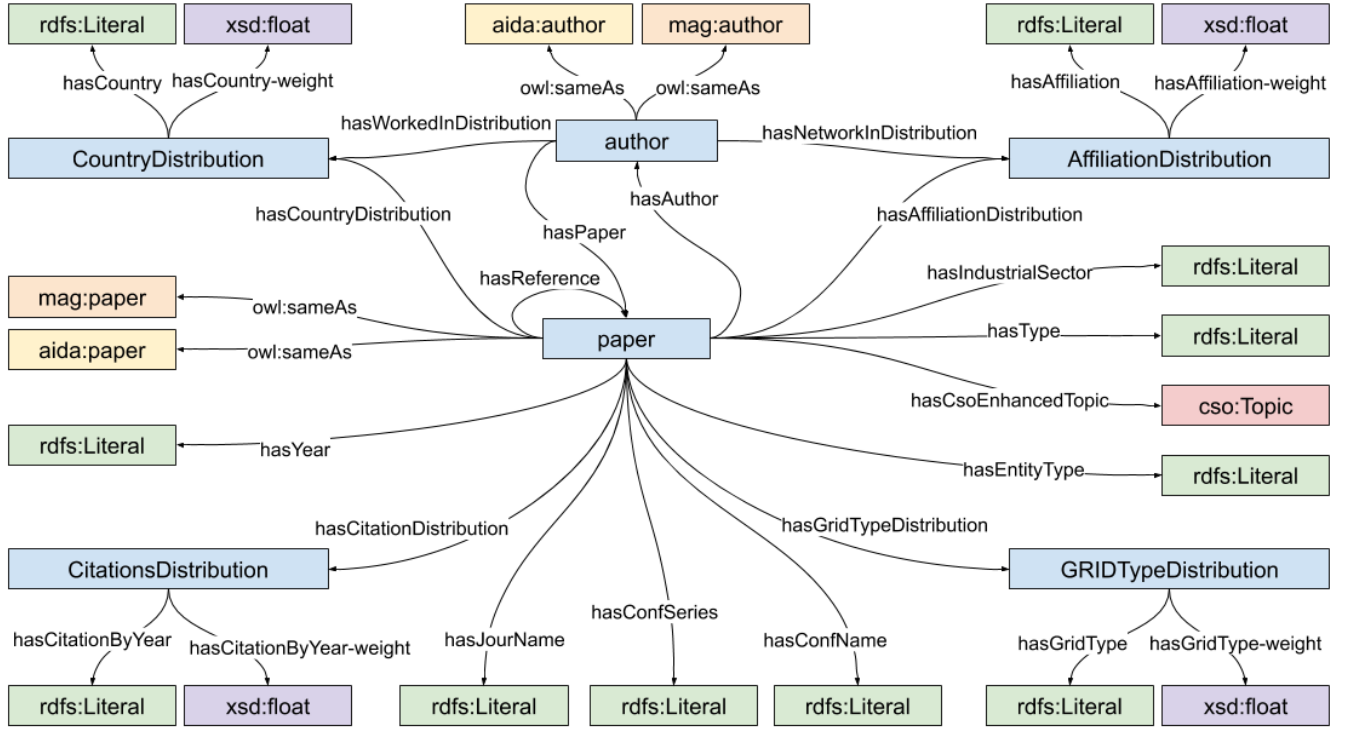 rdfs:Literal
xsd:float
aida:author
mag:author
rdfs:Literal
xsd:float
hasCountry
hasCountry-weight
owl:sameAs
owl:sameAs
hasAffiliation
hasAffiliation-weight
hasWorkedInDistribution
hasNetworkInDistribution
CountryDistribution
author
AffiliationDistribution
hasCountryDistribution
hasAuthor
hasAffiliationDistribution
hasPaper
hasReference
hasIndustrialSector
rdfs:Literal
mag:paper
owl:sameAs
hasType
rdfs:Literal
aida:paper
owl:sameAs
paper
hasCsoEnhancedTopic
cso:Topic
rdfs:Literal
hasYear
hasEntityType
rdfs:Literal
hasCitationDistribution
hasGridTypeDistribution
CitationsDistribution
GRIDTypeDistribution
hasCitationByYear
hasCitationByYear-weight
hasJourName
hasConfSeries
hasConfName
hasGridType
hasGridType-weight
rdfs:Literal
xsd:float
rdfs:Literal
rdfs:Literal
rdfs:Literal
rdfs:Literal
xsd:float